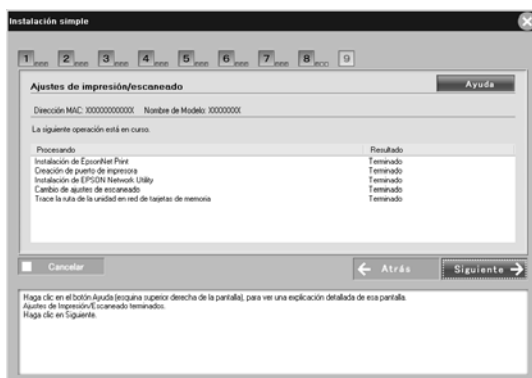 Instalación simple
1 2 3 4 5 6 7 8 9
Ajustes de impresión/escaneado
Ayuda
Dirección MAC: XXXXXXXXXXXX Nombre de Modelo: XXXXXXXX
La siguiente operación está en curso.
Procesando Resultado
Instalación de EpsonNet Print Terminado
Creación de puerto de impresora Terminado
Instalación de EPSON Network Utility Terminado
Cambio de ajustes de escaneado Terminado
Trace la ruta de la unidad en red de tarjetas de memoria Terminado
Cancelar
Atrás
Siguiente
Haga clic en el botón Ayuda (esquina superior derecha de la pantalla), para ver una explicación detallada de esa pantalla.
Ajustes de Impresión/Escaneado terminados.
Haga clic en Siguiente.